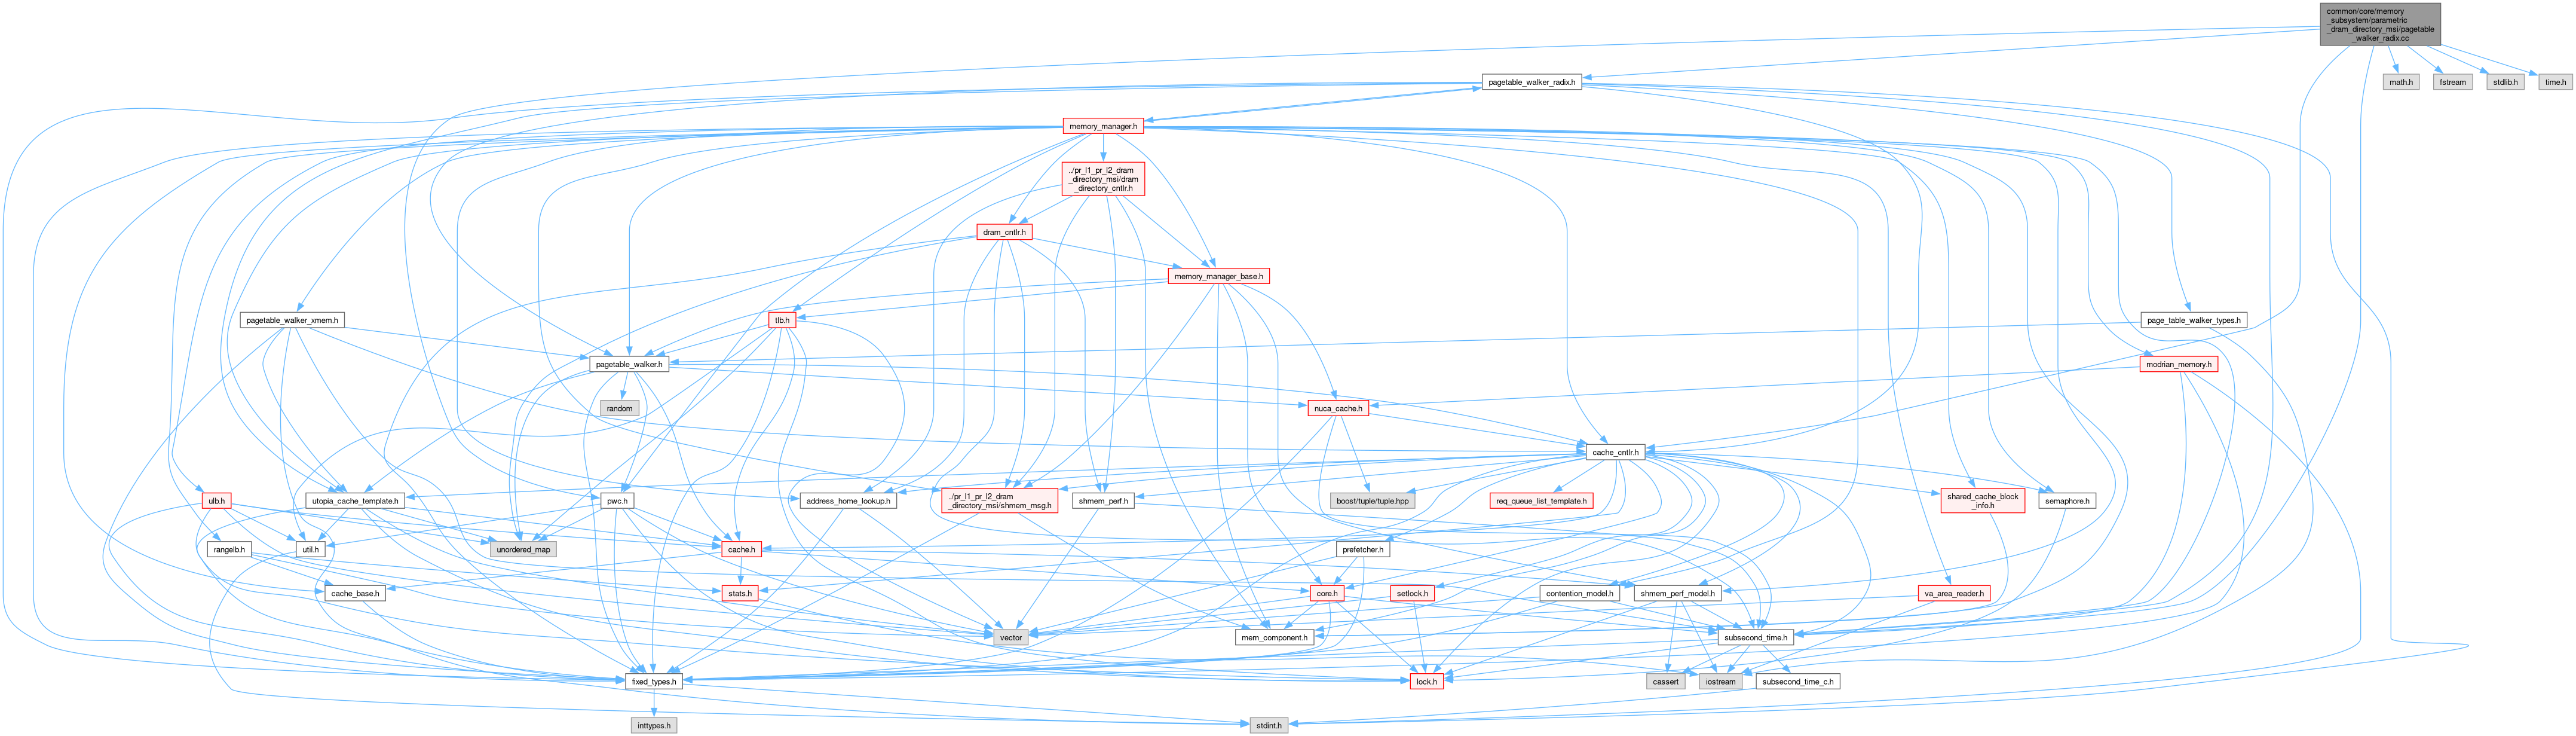 common/core/memory
_subsystem/parametric
_dram_directory_msi/pagetable
_walker_radix.cc
pagetable_walker_radix.h
math.h
fstream
stdlib.h
time.h
memory_manager.h
../pr_l1_pr_l2_dram
_directory_msi/dram
_directory_cntlr.h
dram_cntlr.h
memory_manager_base.h
pagetable_walker_xmem.h
tlb.h
page_table_walker_types.h
pagetable_walker.h
modrian_memory.h
random
nuca_cache.h
cache_cntlr.h
ulb.h
utopia_cache_template.h
pwc.h
address_home_lookup.h
../pr_l1_pr_l2_dram
_directory_msi/shmem_msg.h
shmem_perf.h
boost/tuple/tuple.hpp
req_queue_list_template.h
shared_cache_block
_info.h
semaphore.h
rangelb.h
util.h
unordered_map
cache.h
prefetcher.h
cache_base.h
stats.h
core.h
setlock.h
contention_model.h
shmem_perf_model.h
va_area_reader.h
vector
mem_component.h
subsecond_time.h
fixed_types.h
lock.h
cassert
iostream
subsecond_time_c.h
inttypes.h
stdint.h